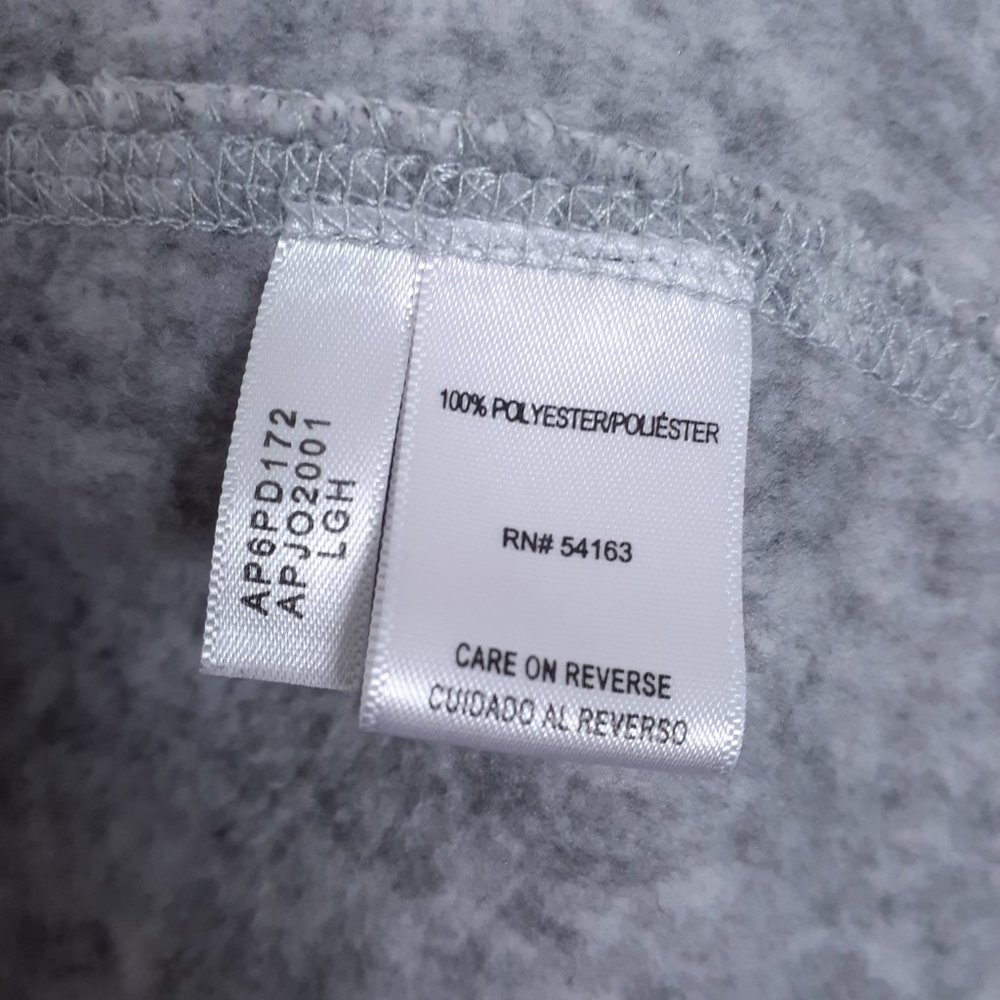 AP6PD172
APJO2001
LGH
100% POLYESTER/POLIÉSTER
RN# 54163
CARE ON REVERSE
CUIDADO AL REVERSO